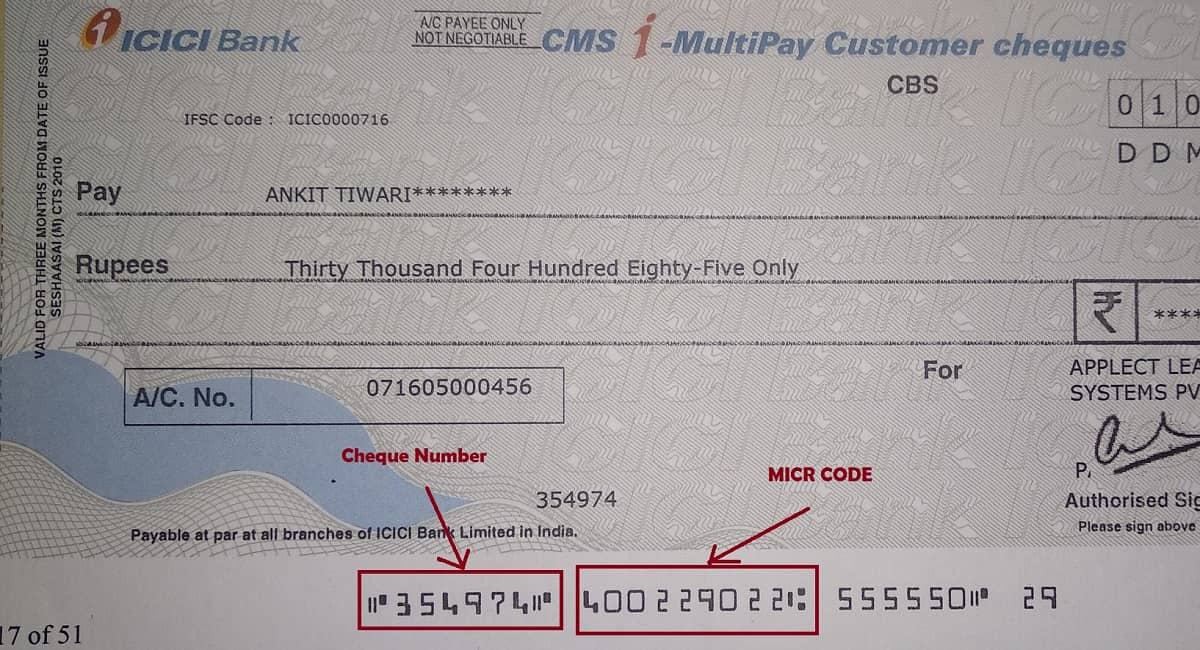 ICICI Bank
A/C PAYEE ONLY
NOT NEGOTIABLE
CMS i-MultiPay Customer cheques
CBS
0 1 0
D D M
IFSC Code : ICIC0000716
VALID FOR THREE MONTHS FROM DATE OF ISSUE
SESHAASAI (M) CTS 2010
Pay ANKIT TIWARI********
Rupees Thirty Thousand Four Hundred Eighty-Five Only
₹ ****
A/C. No. 071605000456
For APPLECT LEA
SYSTEMS PV
Cheque Number
MICR CODE
P,
354974
Authorised Sig
Please sign above
Payable at par at all branches of ICICI Bank Limited in India.
⑈354974⑈ 400229022⑆ 555550⑈ 29
17 of 51